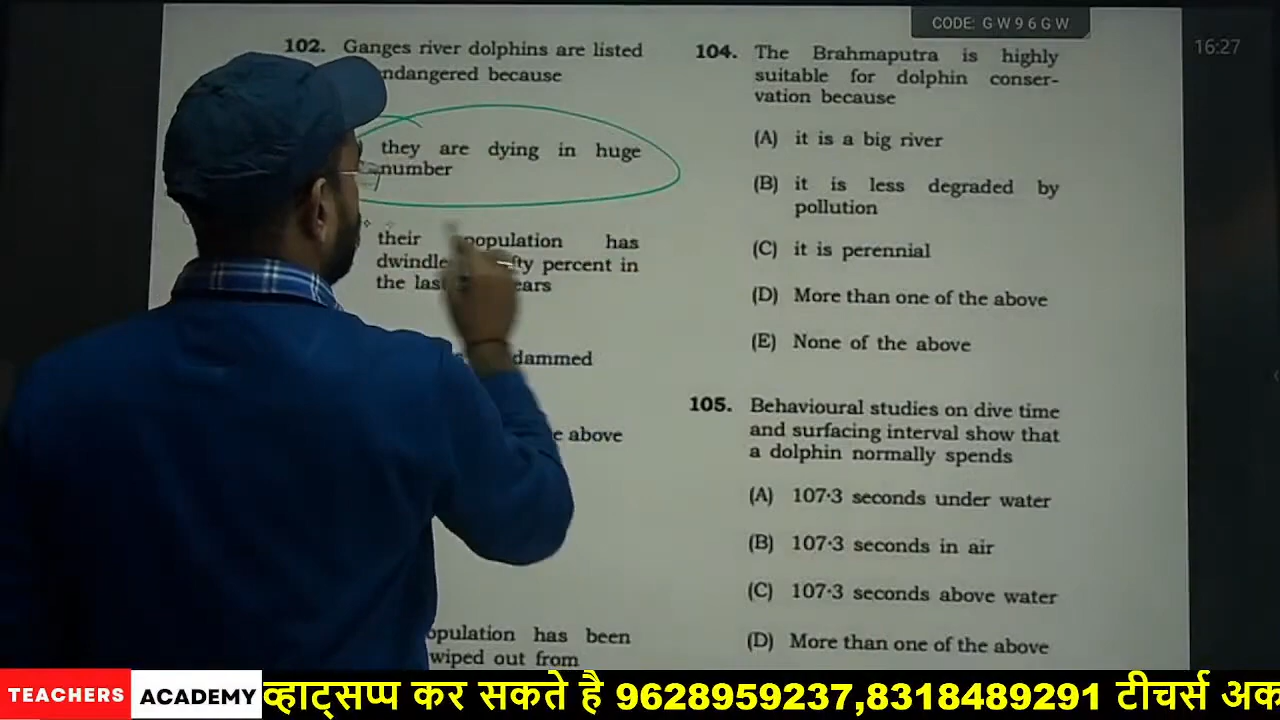 CODE: G W 9 6 G W
16:27
102. Ganges river dolphins are listed
ndangered because
they are dying in huge
number
their population has
dwindle fty percent in
the las ears
dammed
e above
opulation has been
wiped out from
104. The Brahmaputra is highly
suitable for dolphin conser-
vation because
(A) it is a big river
(B) it is less degraded by
pollution
(C) it is perennial
(D) More than one of the above
(E) None of the above
105. Behavioural studies on dive time
and surfacing interval show that
a dolphin normally spends
(A) 107·3 seconds under water
(B) 107·3 seconds in air
(C) 107·3 seconds above water
(D) More than one of the above
TEACHERS ACADEMY व्हाट्सप्प कर सकते है 9628959237,8318489291 टीचर्स अक